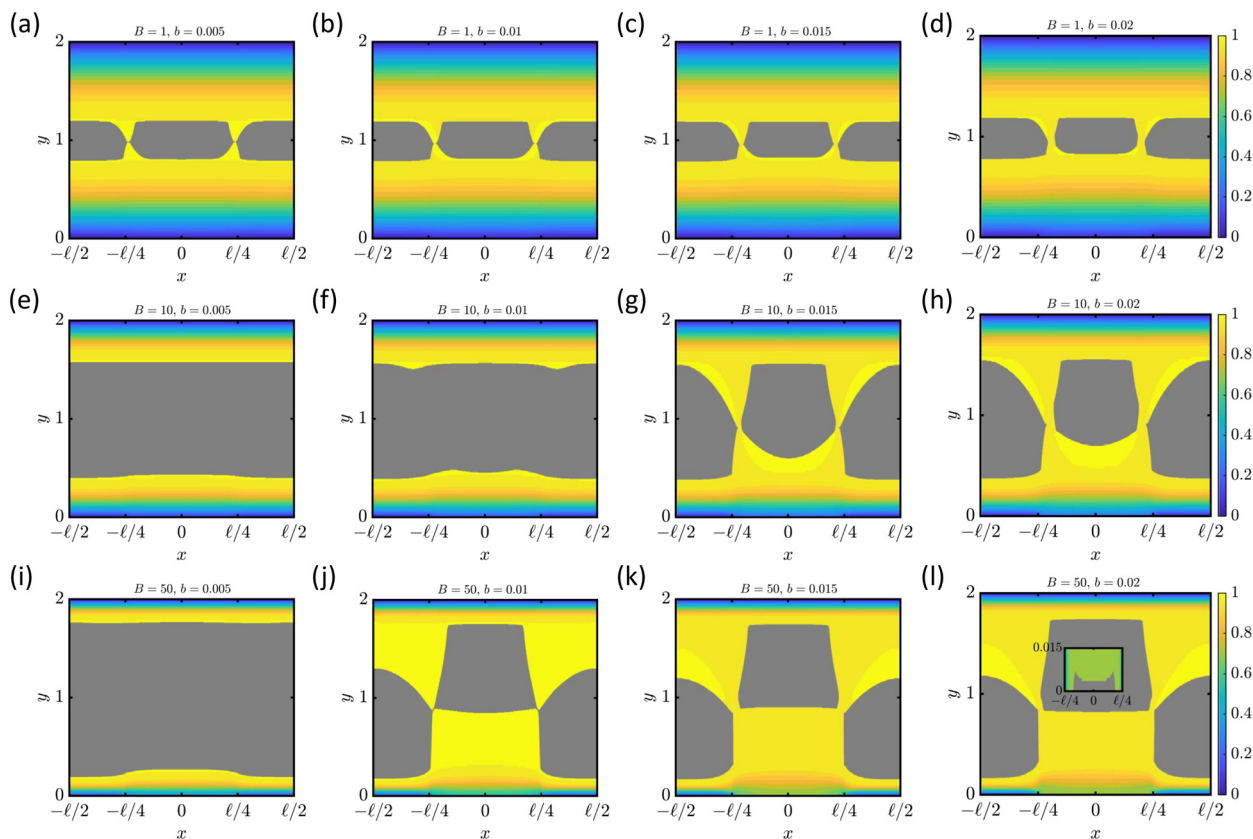 (a) (b) (c) (d)
B = 1, b = 0.005 B = 1, b = 0.01 B = 1, b = 0.015 B = 1, b = 0.02
2 2 2 2 1
0.8
y 1 y 1 y 1 y 1 0.6
0.4
0.2
0 0 0 0 0
−ℓ/2 −ℓ/4 0 ℓ/4 ℓ/2 −ℓ/2 −ℓ/4 0 ℓ/4 ℓ/2 −ℓ/2 −ℓ/4 0 ℓ/4 ℓ/2 −ℓ/2 −ℓ/4 0 ℓ/4 ℓ/2
x x x x
(e) (f) (g) (h)
B = 10, b = 0.005 B = 10, b = 0.01 B = 10, b = 0.015 B = 10, b = 0.02
2 2 2 2 1
0.8
y 1 y 1 y 1 y 1 0.6
0.4
0.2
0 0 0 0 0
−ℓ/2 −ℓ/4 0 ℓ/4 ℓ/2 −ℓ/2 −ℓ/4 0 ℓ/4 ℓ/2 −ℓ/2 −ℓ/4 0 ℓ/4 ℓ/2 −ℓ/2 −ℓ/4 0 ℓ/4 ℓ/2
x x x x
(i) (j) (k) (l)
B = 50, b = 0.005 B = 50, b = 0.01 B = 50, b = 0.015 B = 50, b = 0.02
2 2 2 2 1
0.015 0.8
y 1 y 1 y 1 y 1 0 0.6
−ℓ/4 0 ℓ/4
0.4
0.2
0 0 0 0 0
−ℓ/2 −ℓ/4 0 ℓ/4 ℓ/2 −ℓ/2 −ℓ/4 0 ℓ/4 ℓ/2 −ℓ/2 −ℓ/4 0 ℓ/4 ℓ/2 −ℓ/2 −ℓ/4 0 ℓ/4 ℓ/2
x x x x